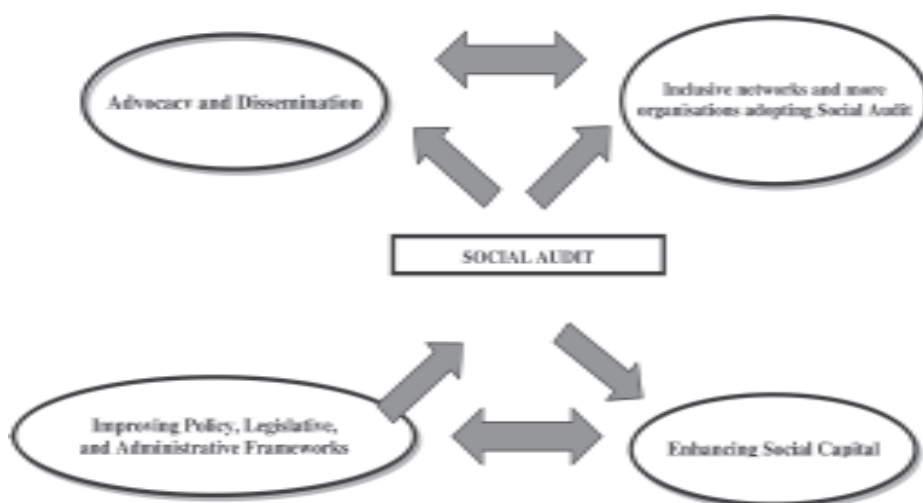 Advocacy and Dissemination
Inclusive networks and more
organisations adopting Social Audit
SOCIAL AUDIT
Improving Policy, Legislative,
and Administrative Frameworks
Enhancing Social Capital